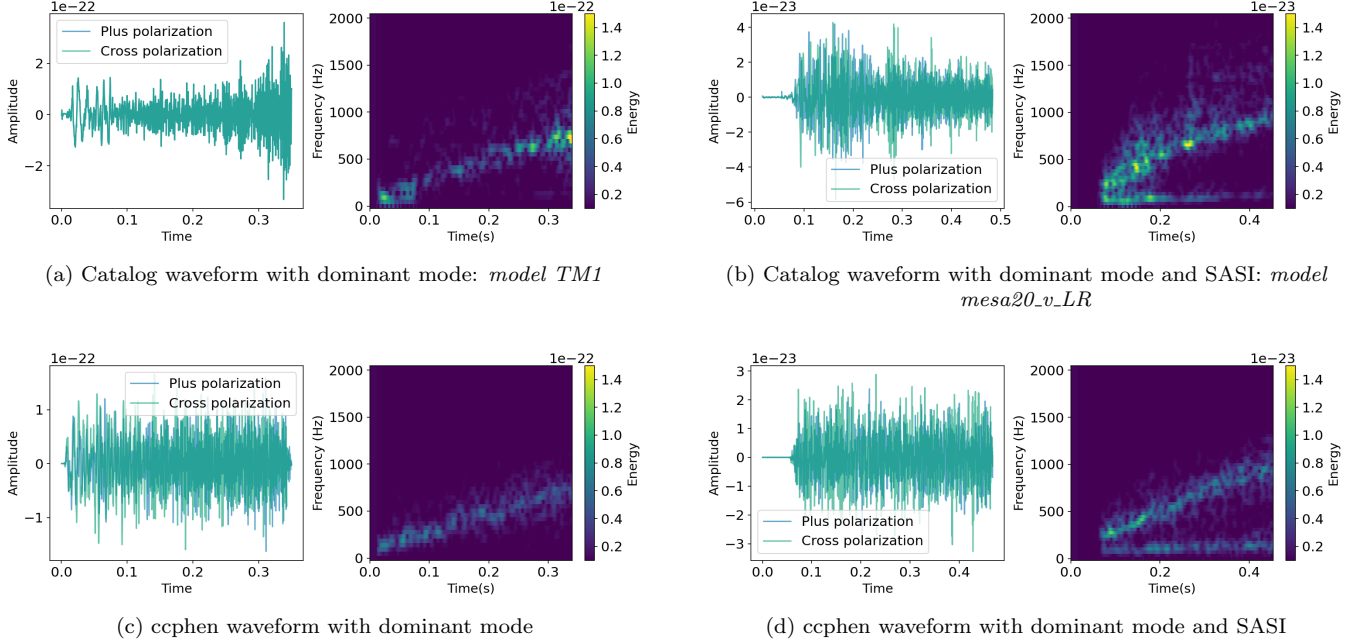 1e−22
Plus polarization
Cross polarization
2
0
−2
Amplitude
0.0 0.1 0.2 0.3
Time
1e−22
2000
1500
1000
500
0
Frequency (Hz)
0.0 0.1 0.2 0.3
Time(s)
1.4
1.2
1.0
0.8
0.6
0.4
0.2
Energy
(a) Catalog waveform with dominant mode: model TM1
1e−23
4
2
0
−2
−4
−6
Amplitude
Plus polarization
Cross polarization
0.0 0.1 0.2 0.3 0.4 0.5
Time
1e−23
2000
1500
1000
500
0
Frequency (Hz)
0.0 0.2 0.4
Time(s)
1.4
1.2
1.0
0.8
0.6
0.4
0.2
Energy
(b) Catalog waveform with dominant mode and SASI: model
mesa20_v_LR
1e−22
Plus polarization
Cross polarization
1
0
−1
Amplitude
0.0 0.1 0.2 0.3
Time
1e−22
2000
1500
1000
500
0
Frequency (Hz)
0.0 0.1 0.2 0.3
Time(s)
1.4
1.2
1.0
0.8
0.6
0.4
0.2
Energy
(c) ccphen waveform with dominant mode
1e−23
3
2
1
0
−1
−2
−3
Amplitude
Plus polarization
Cross polarization
0.0 0.1 0.2 0.3 0.4
Time
1e−23
2000
1500
1000
500
0
Frequency (Hz)
0.0 0.2 0.4
Time(s)
1.4
1.2
1.0
0.8
0.6
0.4
0.2
Energy
(d) ccphen waveform with dominant mode and SASI